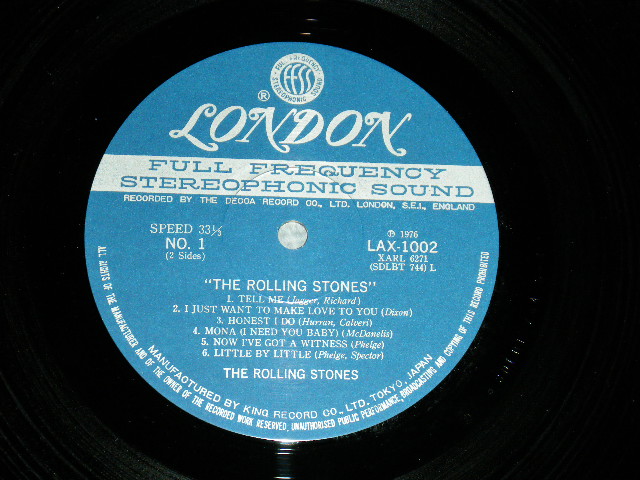 FULL FREQUENCY
STEREOPHONIC SOUND
FFSS
®
LONDON
FULL FREQUENCY
STEREOPHONIC SOUND
RECORDED BY THE DECCA RECORD CO., LTD. LONDON, S.E.I., ENGLAND
SPEED 33⅓
NO. 1
(2 Sides)
℗ 1976
LAX-1002
XARL 6271
(SDLBT 744) L
"THE ROLLING STONES"
1. TELL ME (Jagger, Richard)
2. I JUST WANT TO MAKE LOVE TO YOU (Dixon)
3. HONEST I DO (Hurran, Calvert)
4. MONA (I NEED YOU BABY) (McDanelis)
5. NOW I'VE GOT A WITNESS (Phelge)
6. LITTLE BY LITTLE (Phelge, Spector)
THE ROLLING STONES
MANUFACTURED BY KING RECORD CO., LTD. TOKYO, JAPAN
ALL RIGHTS OF THE MANUFACTURER AND OF THE OWNER OF THE RECORDED WORK RESERVED, UNAUTHORISED PUBLIC PERFORMANCE, BROADCASTING AND COPYING OF THIS RECORD PROHIBITED